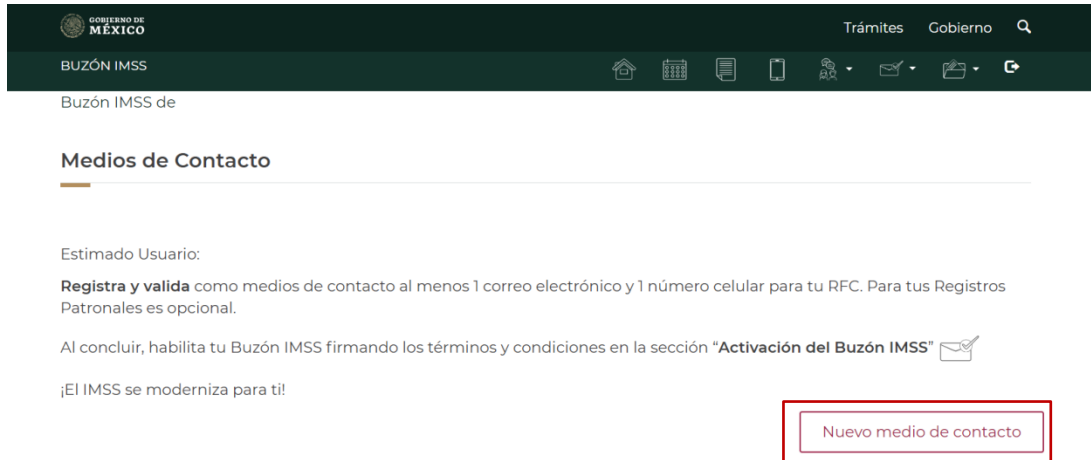 GOBIERNO DE
MÉXICO
Trámites Gobierno
BUZÓN IMSS
Buzón IMSS de
Medios de Contacto
Estimado Usuario:
Registra y valida como medios de contacto al menos 1 correo electrónico y 1 número celular para tu RFC. Para tus Registros
Patronales es opcional.
Al concluir, habilita tu Buzón IMSS firmando los términos y condiciones en la sección “Activación del Buzón IMSS”
¡El IMSS se moderniza para ti!
Nuevo medio de contacto